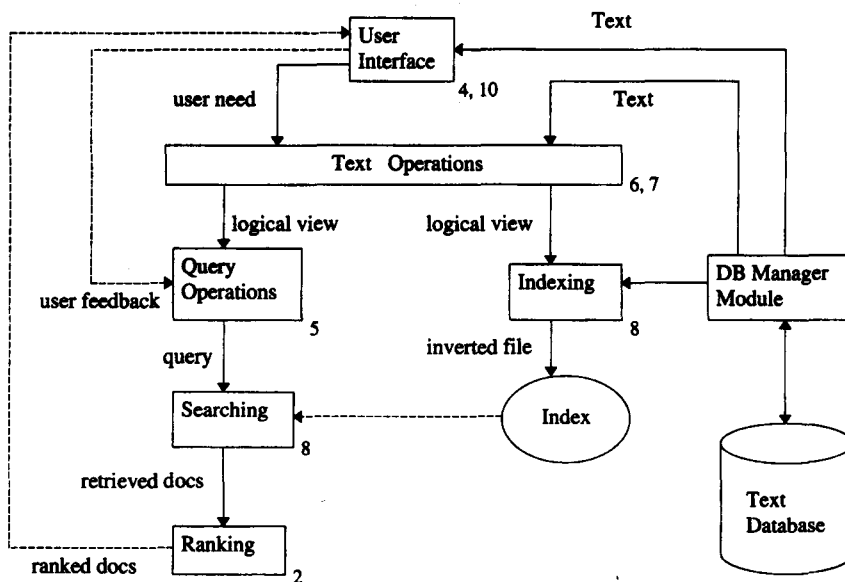 Text
User
Interface
4, 10
user need
Text
Text Operations
6, 7
logical view
logical view
Query
Operations
5
user feedback
Indexing
8
DB Manager
Module
query
inverted file
Searching
8
Index
retrieved docs
Text
Database
Ranking
2
ranked docs